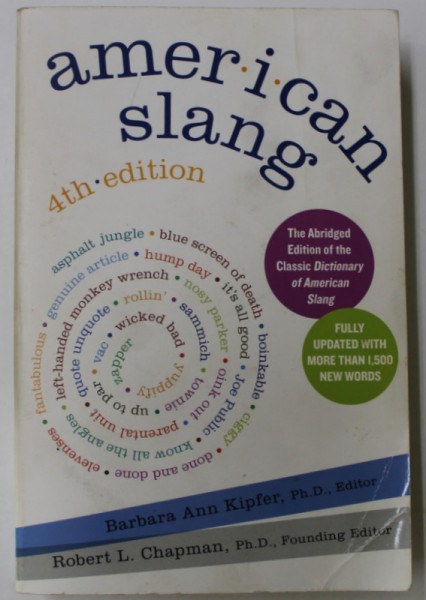 amer·i·can
slang
4th·edition
asphalt jungle • blue screen of death • boinkable • ciggy • done and done • elevenses • fantabulous • genuine article • hump day • it's all good • Joe Public • know all the angles • left-handed monkey wrench • nosy parker • oink out • parental unit • quote unquote • rollin' • sammich • townie • up to par • vac • wicked bad • yuppify • zapper
The Abridged
Edition of the
Classic Dictionary
of American
Slang
FULLY
UPDATED WITH
MORE THAN 1,500
NEW WORDS
Barbara Ann Kipfer, Ph.D., Editor
Robert L. Chapman, Ph.D., Founding Editor